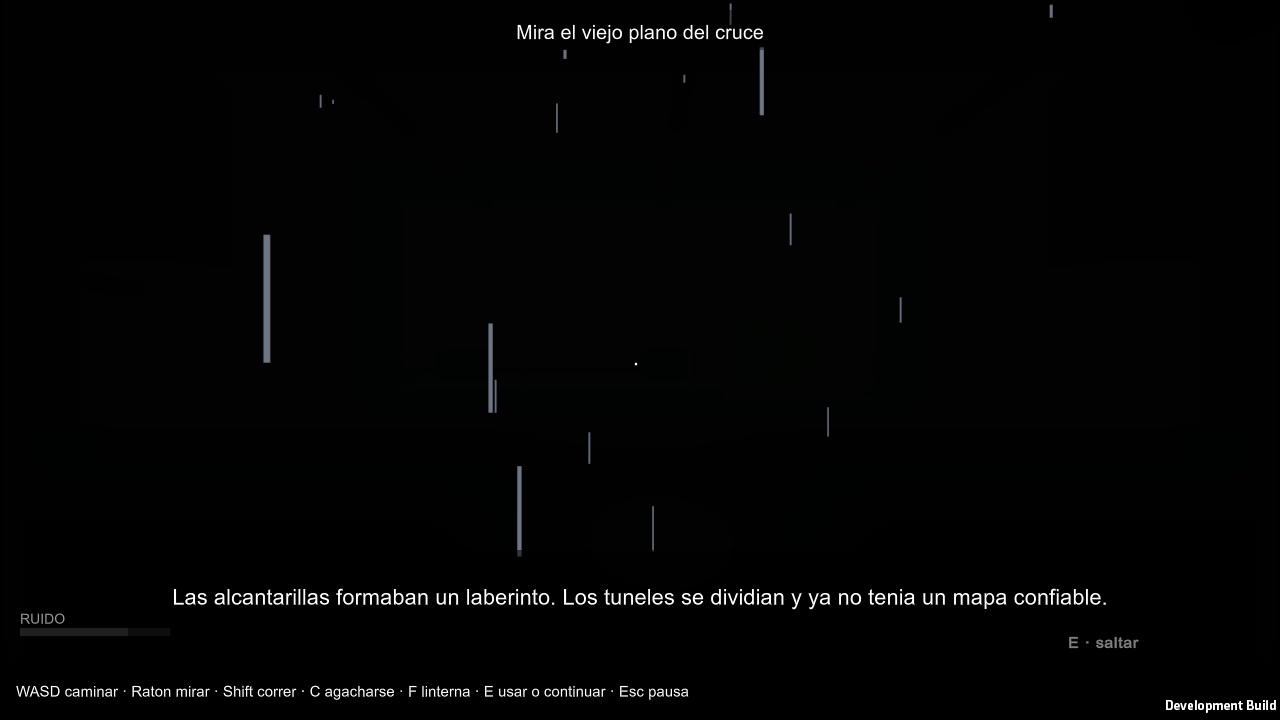 Mira el viejo plano del cruce
Las alcantarillas formaban un laberinto. Los tuneles se dividian y ya no tenia un mapa confiable.
RUIDO
E · saltar
WASD caminar · Raton mirar · Shift correr · C agacharse · F linterna · E usar o continuar · Esc pausa
Development Build